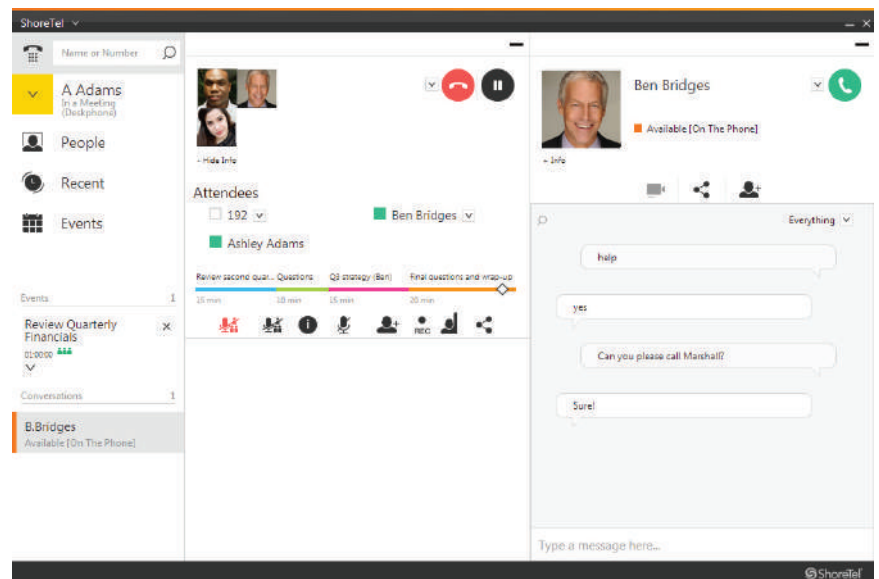 ShoreTel
Name or Number
A Adams
In a Meeting
(Deskphone)
People
Recent
Events
Events 1
Review Quarterly
Financials
01:00:00
Conversations 1
B.Bridges
Available [On The Phone]
- Hide Info
Attendees
192
Ben Bridges
Ashley Adams
Review second quar... Questions Q3 strategy (Ben) Final questions and wrap-up
15 min 10 min 15 min 20 min
REC
Ben Bridges
Available [On The Phone]
+ Info
Everything
help
yes
Can you please call Marshall?
Sure!
Type a message here...
ShoreTel